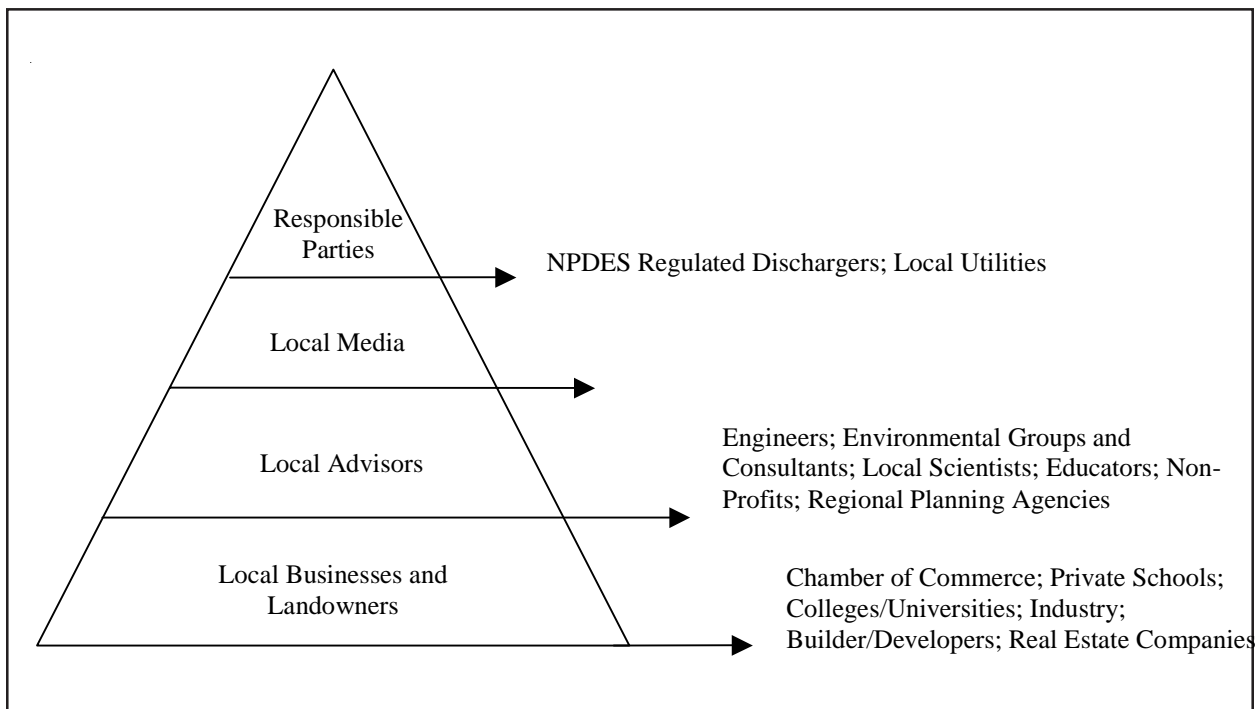 Responsible
Parties
NPDES Regulated Dischargers; Local Utilities
Local Media
Local Advisors
Engineers; Environmental Groups and
Consultants; Local Scientists; Educators; Non-
Profits; Regional Planning Agencies
Local Businesses and
Landowners
Chamber of Commerce; Private Schools;
Colleges/Universities; Industry;
Builder/Developers; Real Estate Companies